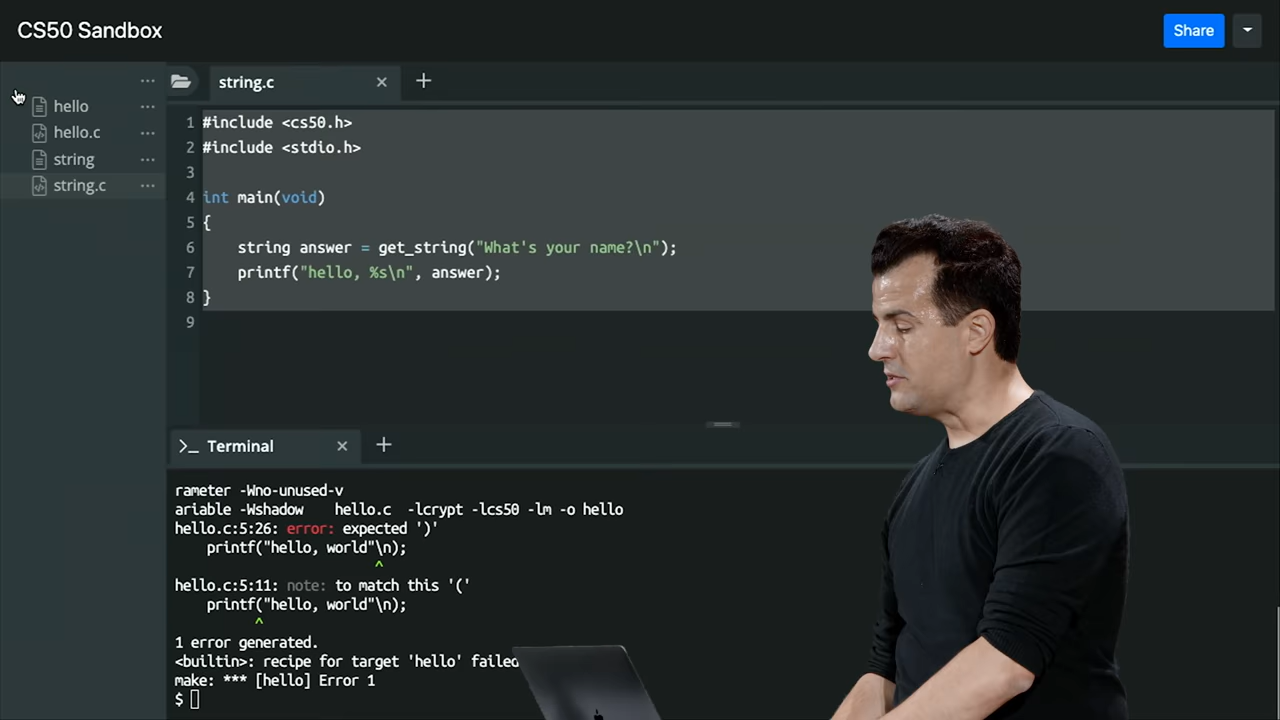 CS50 Sandbox
Share
hello
hello.c
string
string.c
string.c
1 #include <cs50.h>
2 #include <stdio.h>
3
4 int main(void)
5 {
6     string answer = get_string("What's your name?\n");
7     printf("hello, %s\n", answer);
8 }
9
>_ Terminal
rameter -Wno-unused-v
ariable -Wshadow    hello.c  -lcrypt -lcs50 -lm -o hello
hello.c:5:26: error: expected ')'
    printf("hello, world"\n);
^
hello.c:5:11: note: to match this '('
    printf("hello, world"\n);
^
1 error generated.
<builtin>: recipe for target 'hello' failed
make: *** [hello] Error 1
$